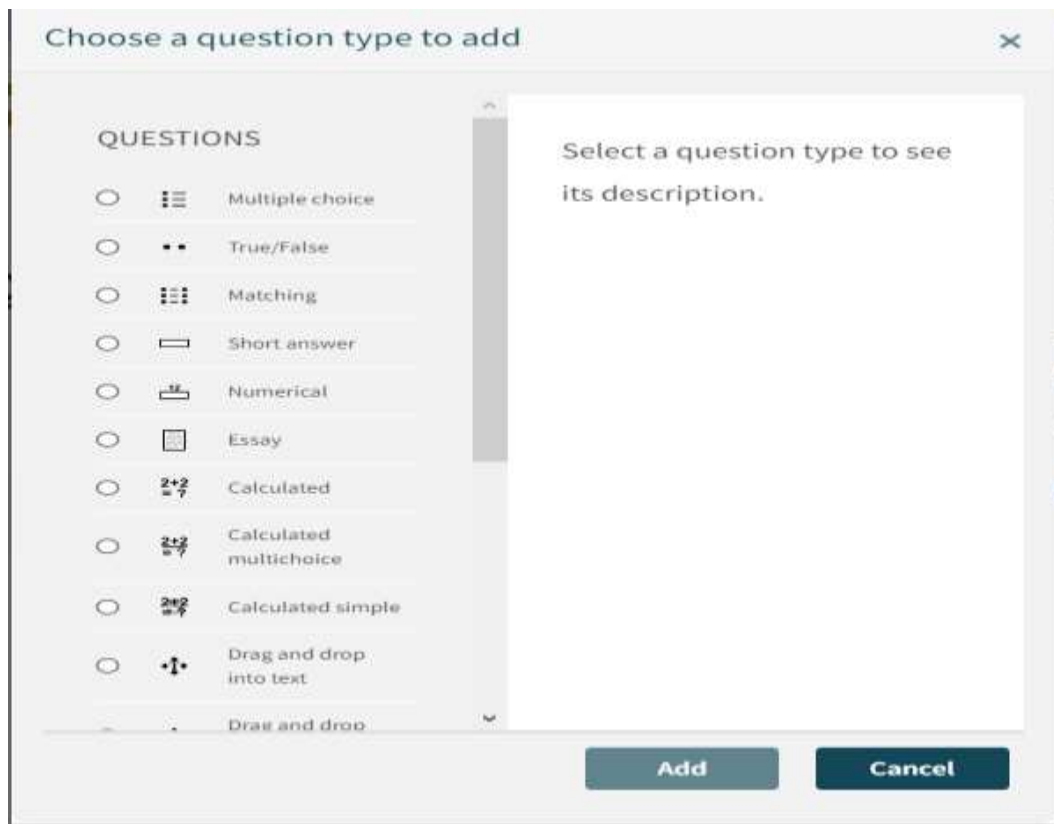 Choose a question type to add
×
QUESTIONS
Multiple choice
True/False
Matching
Short answer
12
Numerical
Essay
2+2
= ?
Calculated
2+2
= ?
Calculated
multichoice
2+2
= ?
Calculated simple
Drag and drop
into text
Drag and drop
Select a question type to see
its description.
Add
Cancel